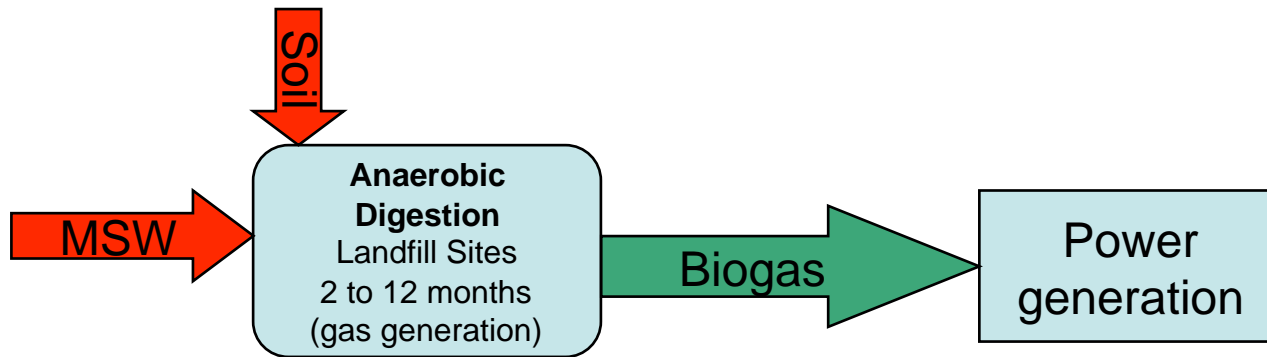 Soil
MSW
Anaerobic
Digestion
Landfill Sites
2 to 12 months
(gas generation)
Biogas
Power
generation